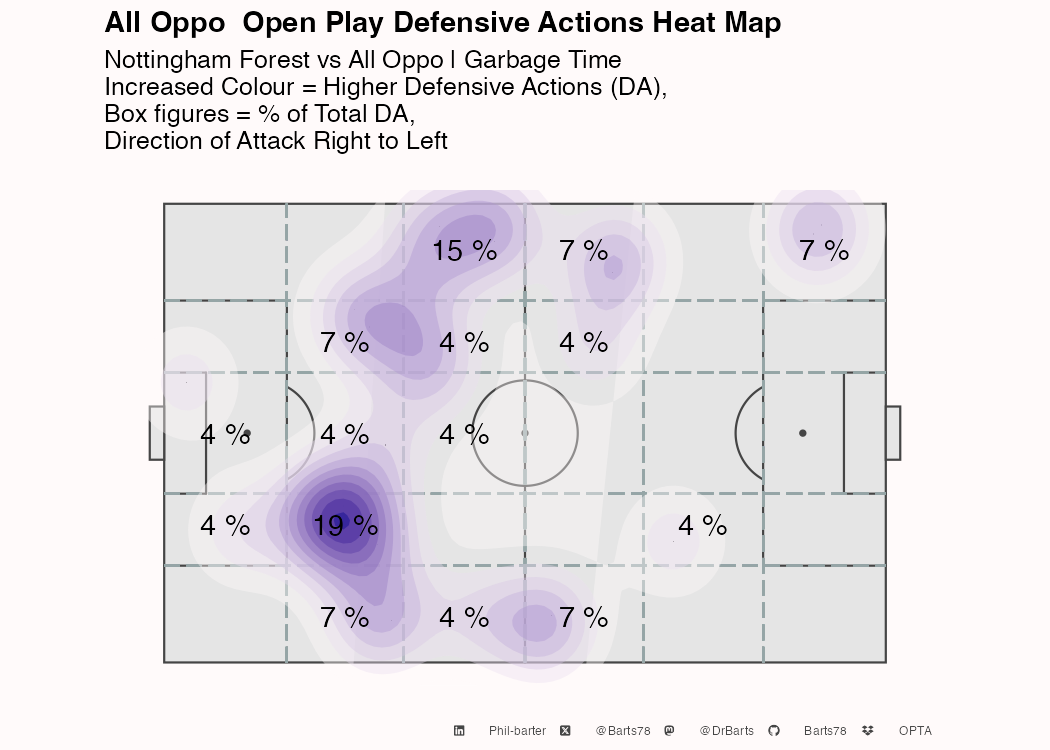 All Oppo  Open Play Defensive Actions Heat Map
Nottingham Forest vs All Oppo | Garbage Time
Increased Colour = Higher Defensive Actions (DA),
Box figures = % of Total DA,
Direction of Attack Right to Left
15 % 7 % 7 %
7 % 4 % 4 %
4 % 4 % 4 %
4 % 19 % 4 %
7 % 4 % 7 %
Phil-barter @Barts78 @DrBarts Barts78 OPTA